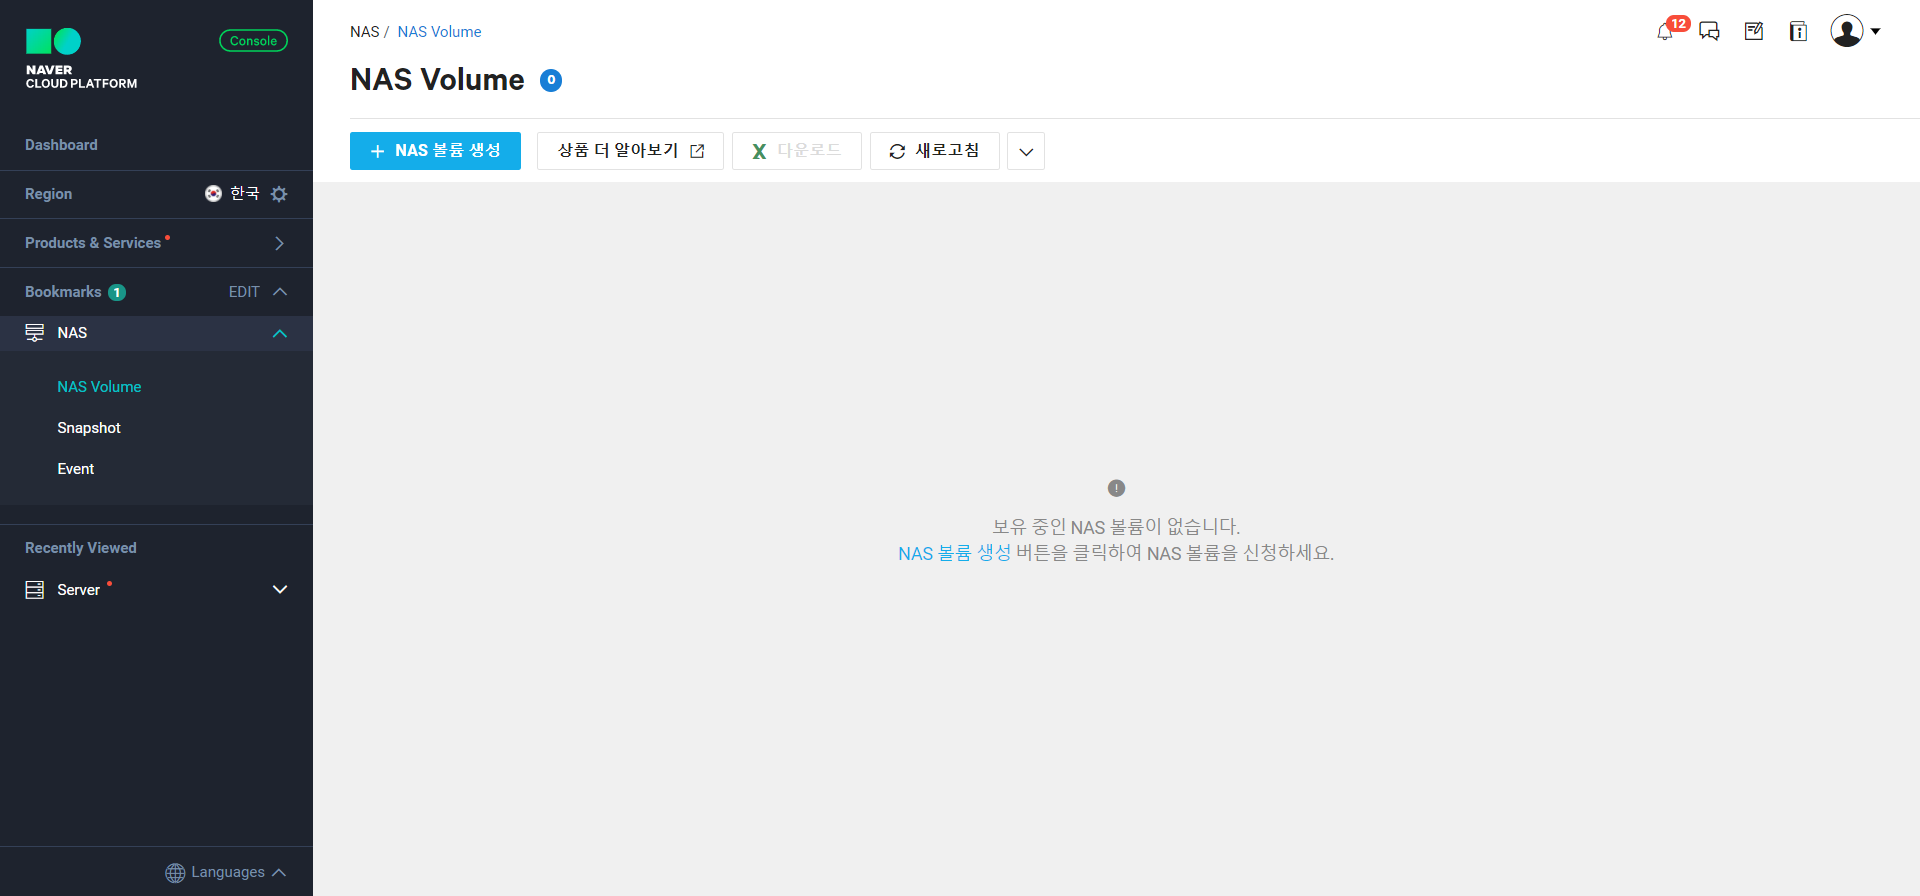 NAVER
CLOUD PLATFORM
Console
Dashboard
Region 한국
Products & Services
Bookmarks 1 EDIT
NAS
NAS Volume
Snapshot
Event
Recently Viewed
Server
Languages
NAS / NAS Volume
12
NAS Volume 0
NAS 볼륨 생성
상품 더 알아보기
다운로드
새로고침
보유 중인 NAS 볼륨이 없습니다.
NAS 볼륨 생성 버튼을 클릭하여 NAS 볼륨을 신청하세요.